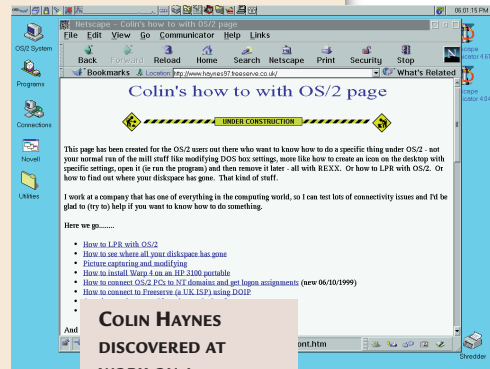 06:01:15 PM
Netscape - Colin's how to with OS/2 page
File Edit View Go Communicator Help Links
Back Forward Reload Home Search Netscape Print Security Stop
N
Bookmarks Location: http://www.haynes97.freeserve.co.uk/ What's Related
Colin's how to with OS/2 page
UNDER CONSTRUCTION
This page has been created for the OS/2 users out there who want to know how to do a specific thing under OS/2 - not
your normal run of the mill stuff like modifying DOS box settings, more like how to create an icon on the desktop with
specific settings, open it (ie run the program) and then remove it later - all with REXX. Or how to LPR with OS/2. Or
how to find out where your diskspace has gone. That kind of stuff.
I work at a company that has one of everything in the computing world, so I can test lots of connectivity issues and I'd be
glad to (try to) help if you want to know how to do something.
Here we go........
How to LPR with OS/2
How to see where all your diskspace has gone
Picture capturing and modifying
How to install Warp 4 on an HP 3100 portable
How to connect OS/2 PCs to NT domains and get logon assignments (new 06/10/1999)
How to connect to Freeserve (a UK ISP) using DOIP
And
COLIN HAYNES
DISCOVERED AT
ont.htm
OS/2 System
Programs
Connections
Novell
Utilities
scape
icator 4.61
scape
icator 4.04
Shredder